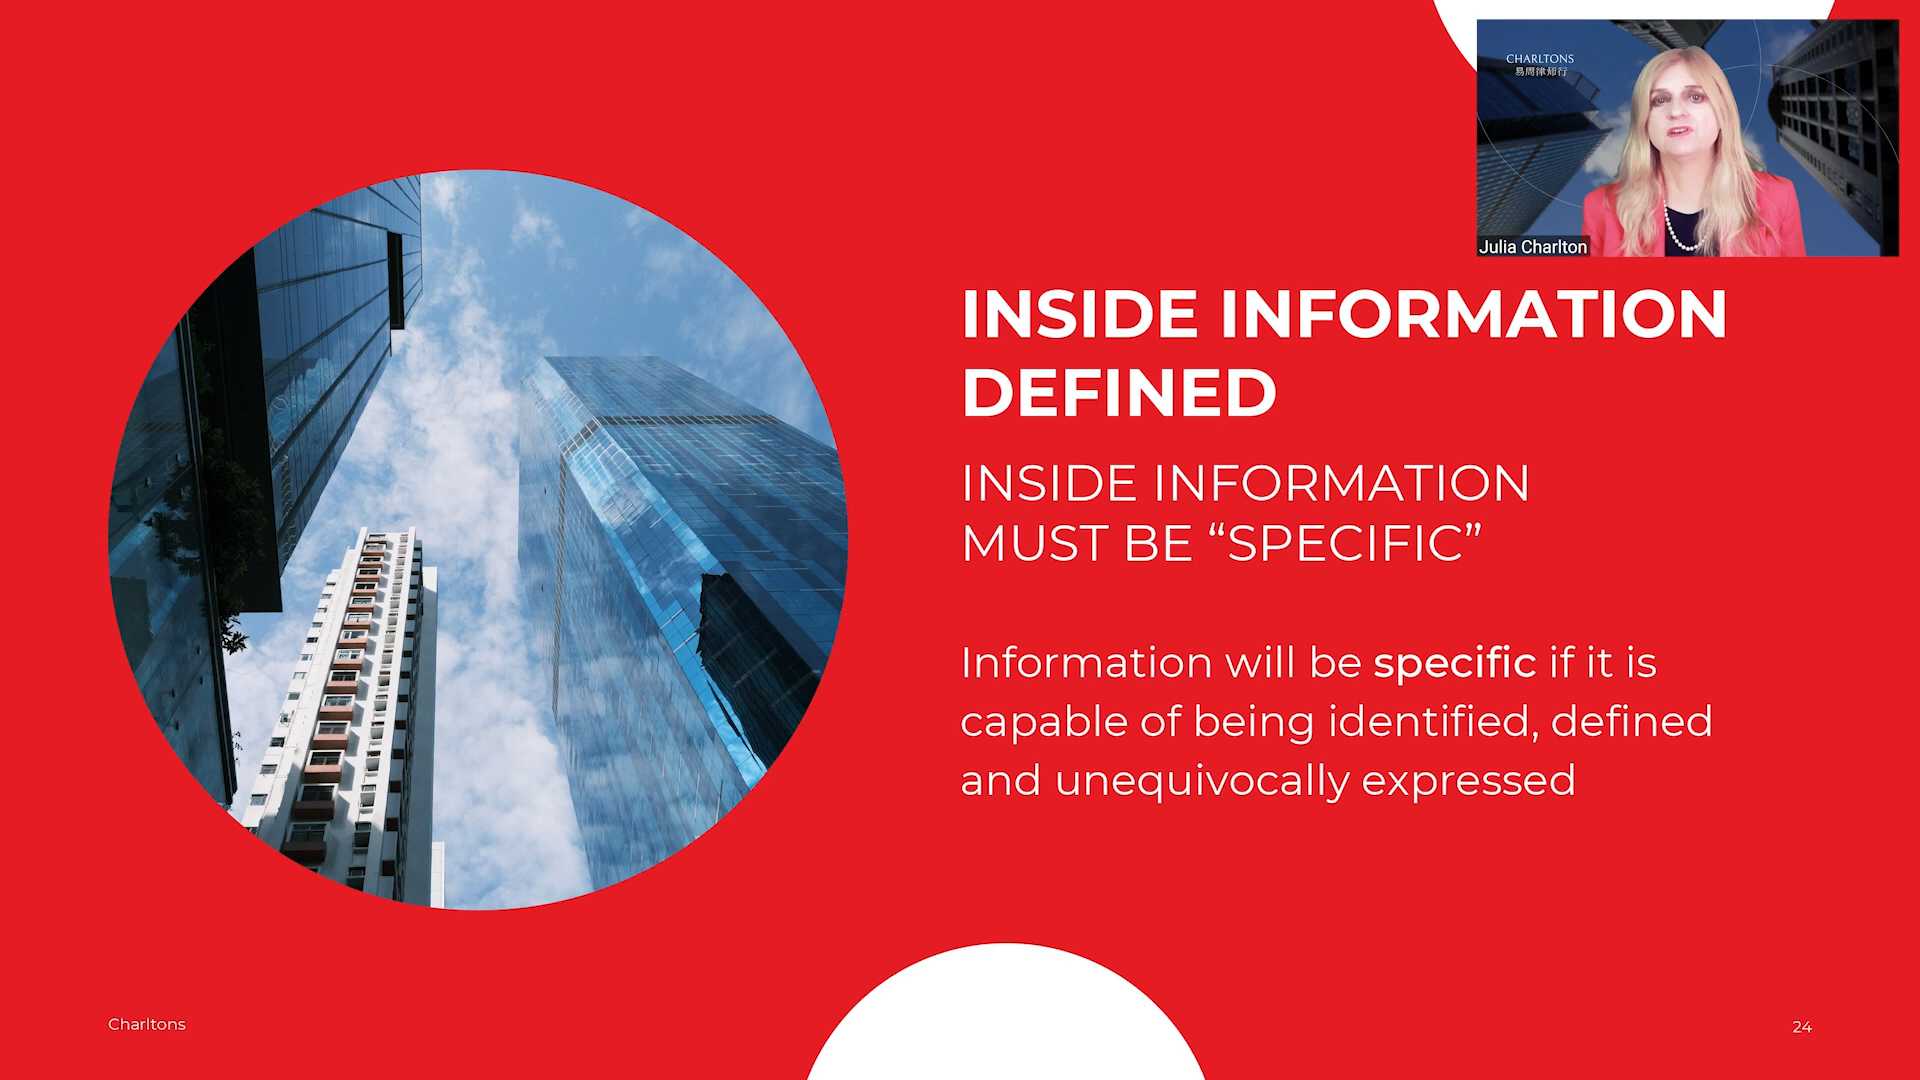 CHARLTONS
易周律师行
Julia Charlton
INSIDE INFORMATION
DEFINED
INSIDE INFORMATION
MUST BE “SPECIFIC”
Information will be specific if it is
capable of being identified, defined
and unequivocally expressed
Charltons
24